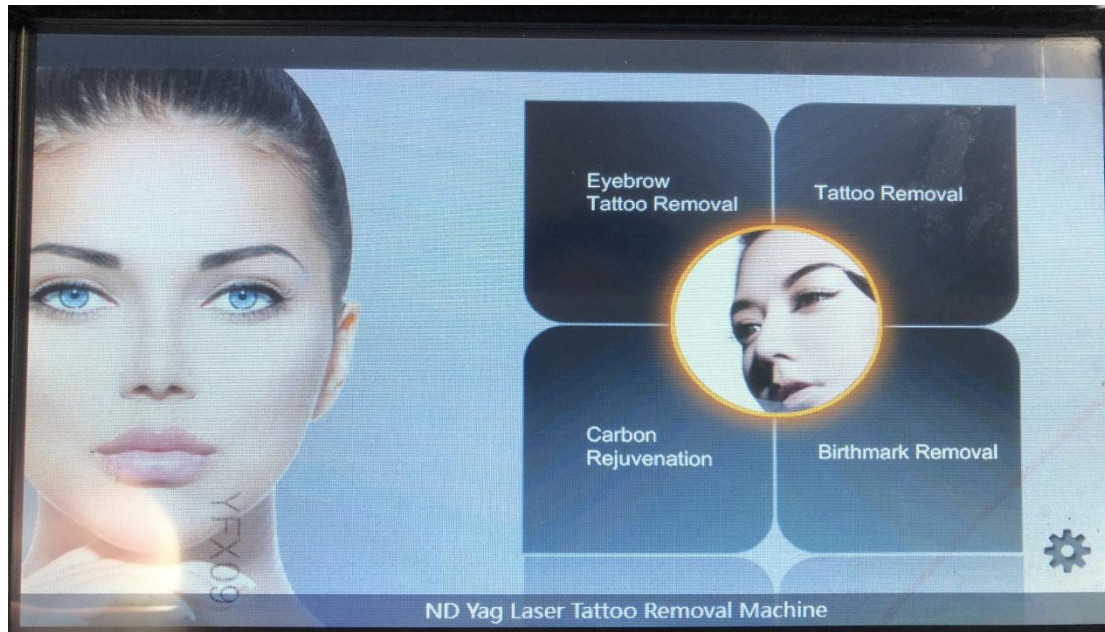 Eyebrow
Tattoo Removal
Tattoo Removal
Carbon
Rejuvenation
Birthmark Removal
YFX09
ND Yag Laser Tattoo Removal Machine